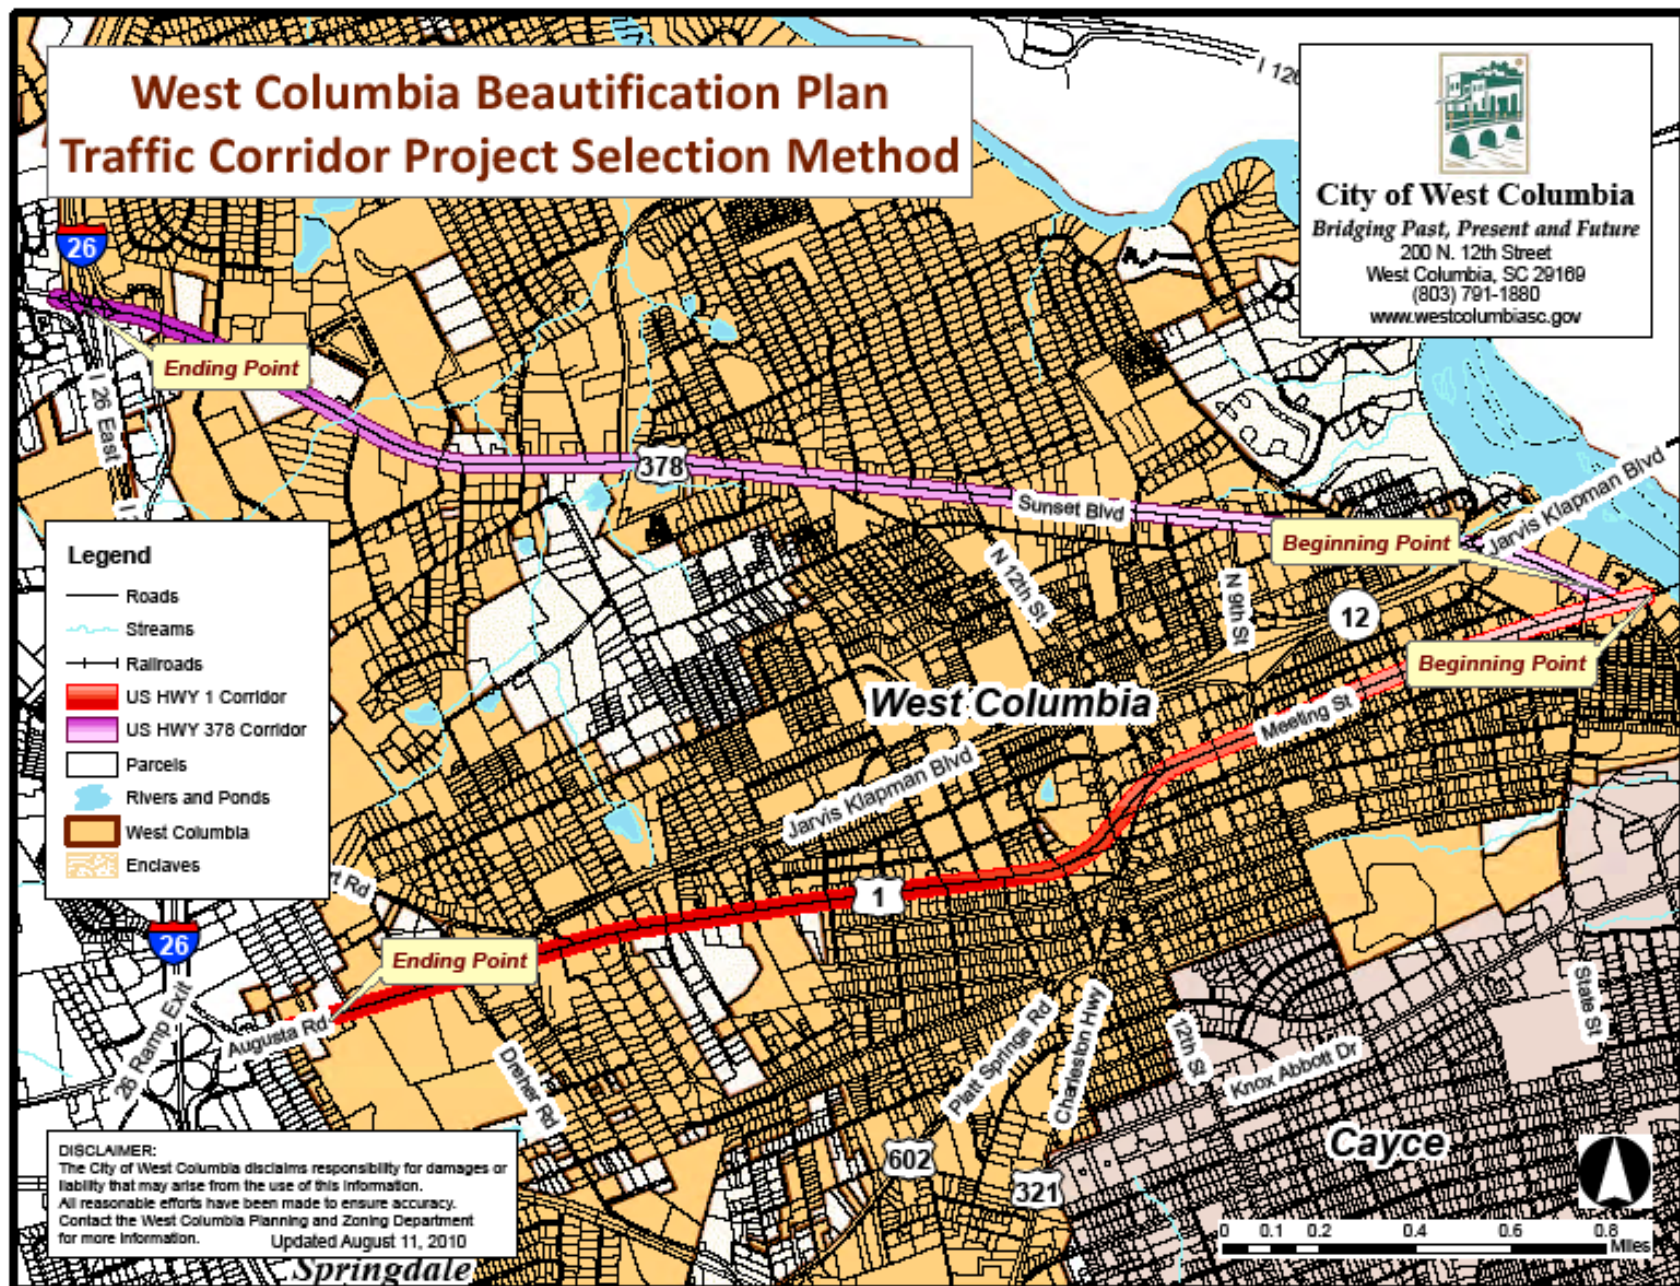 West Columbia Beautification Plan
Traffic Corridor Project Selection Method
I 126
City of West Columbia
Bridging Past, Present and Future
200 N. 12th Street
West Columbia, SC 29169
(803) 791-1880
www.westcolumbiasc.gov
26
Ending Point
I 26 East
378
Sunset Blvd
Beginning Point
Jarvis Klapman Blvd
N 12th St
N 9th St
12
Beginning Point
Legend
Roads
Streams
Railroads
US HWY 1 Corridor
US HWY 378 Corridor
Parcels
Rivers and Ponds
West Columbia
Enclaves
West Columbia
Meeting St
Jarvis Klapman Blvd
rt Rd
1
26
Ending Point
26 Ramp Exit
Augusta Rd
Dreher Rd
Platt Springs Rd
Charleston Hwy
12th St
Knox Abbott Dr
State St
Cayce
602
321
DISCLAIMER:
The City of West Columbia disclaims responsibility for damages or
liability that may arise from the use of this information.
All reasonable efforts have been made to ensure accuracy.
Contact the West Columbia Planning and Zoning Department
for more information. Updated August 11, 2010
Springdale
0 0.1 0.2 0.4 0.6 0.8
Miles